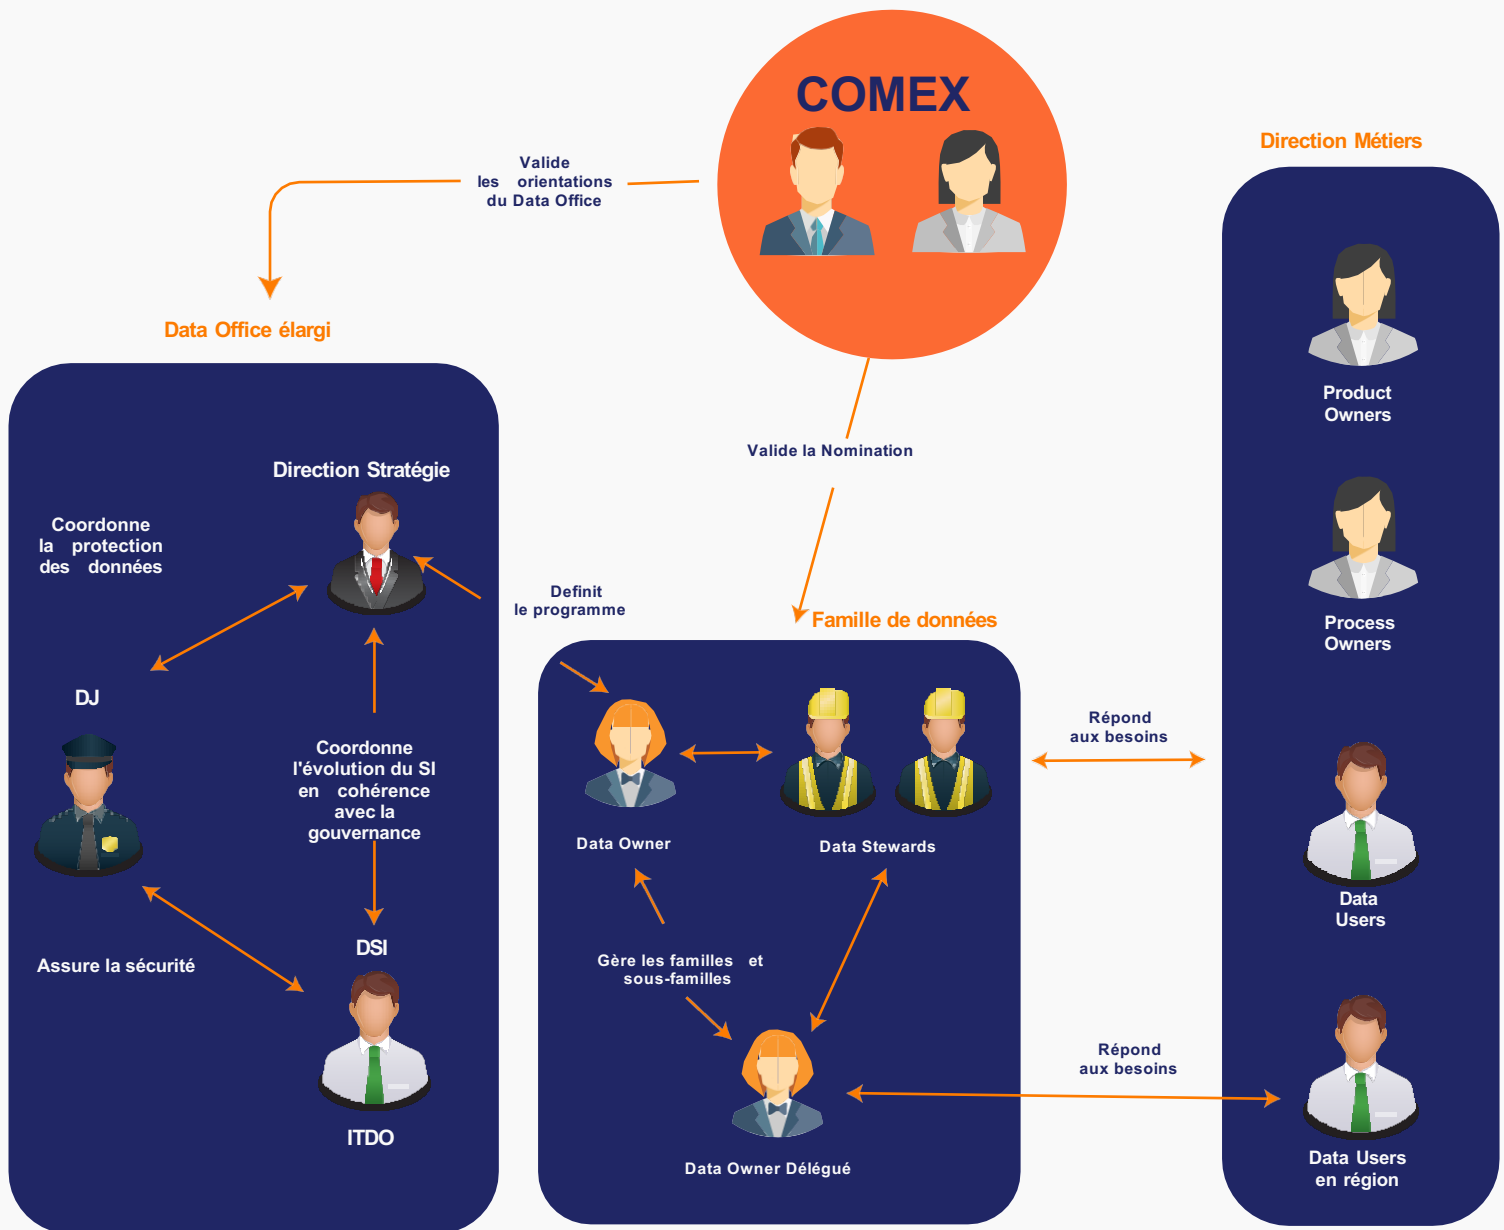 COMEX
Valide
les orientations
du Data Office
Direction Métiers
Data Office élargi
Direction Stratégie
Coordonne
la protection
des données
DJ
Coordonne
l'évolution du SI
en cohérence
avec la
gouvernance
Assure la sécurité
DSI
ITDO
Valide la Nomination
Definit
le programme
Famille de données
Data Owner
Data Stewards
Gère les familles et
sous-familles
Data Owner Délégué
Répond
aux besoins
Répond
aux besoins
Product
Owners
Process
Owners
Data
Users
Data Users
en région